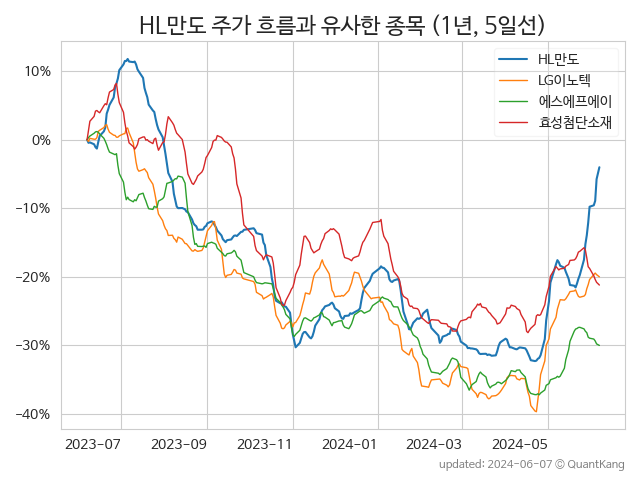 HL만도 주가 흐름과 유사한 종목 (1년, 5일선)
HL만도
LG이노텍
에스에프에이
효성첨단소재
10%
0%
−10%
−20%
−30%
−40%
2023-07
2023-09
2023-11
2024-01
2024-03
2024-05
updated: 2024-06-07 © QuantKang